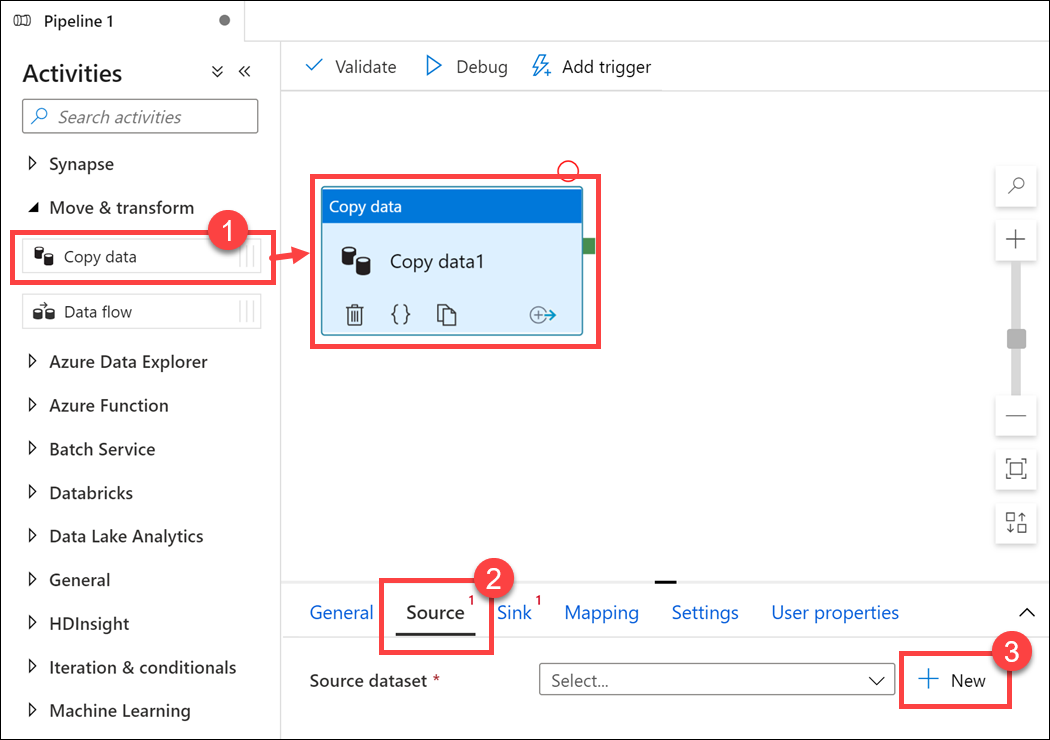 Pipeline 1
Activities
Validate
Debug
Add trigger
Search activities
Synapse
Move & transform
1
Copy data
Data flow
Azure Data Explorer
Azure Function
Batch Service
Databricks
Data Lake Analytics
General
HDInsight
Iteration & conditionals
Machine Learning
Copy data
Copy data1
{}
2
General
Source 1
Sink 1
Mapping
Settings
User properties
3
Source dataset *
Select...
New